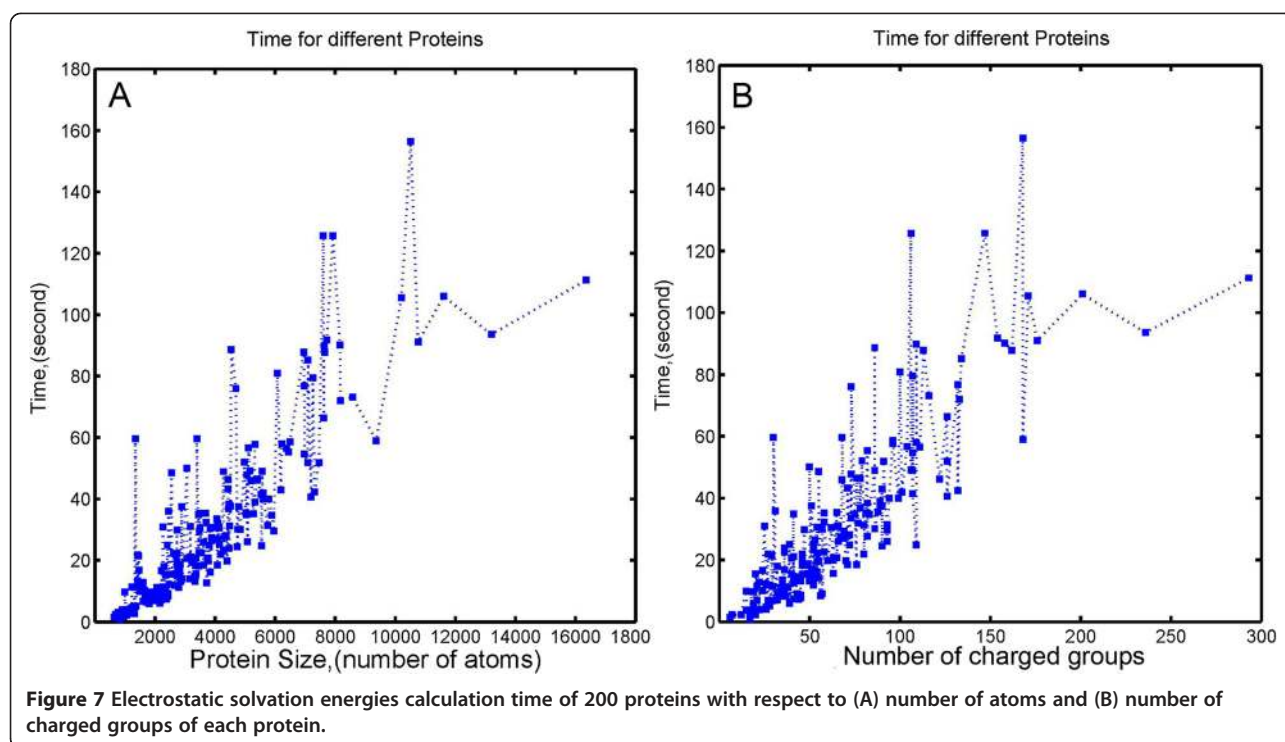 Time for different Proteins
A
180
160
140
120
100
80
60
40
20
0
Time,(second)
2000 4000 6000 8000 10000 12000 14000 16000 1800
Protein Size,(number of atoms)
Time for different Proteins
B
180
160
140
120
100
80
60
40
20
0
Time,(second)
50 100 150 200 250 300
Number of charged groups
Figure 7 Electrostatic solvation energies calculation time of 200 proteins with respect to (A) number of atoms and (B) number of
charged groups of each protein.